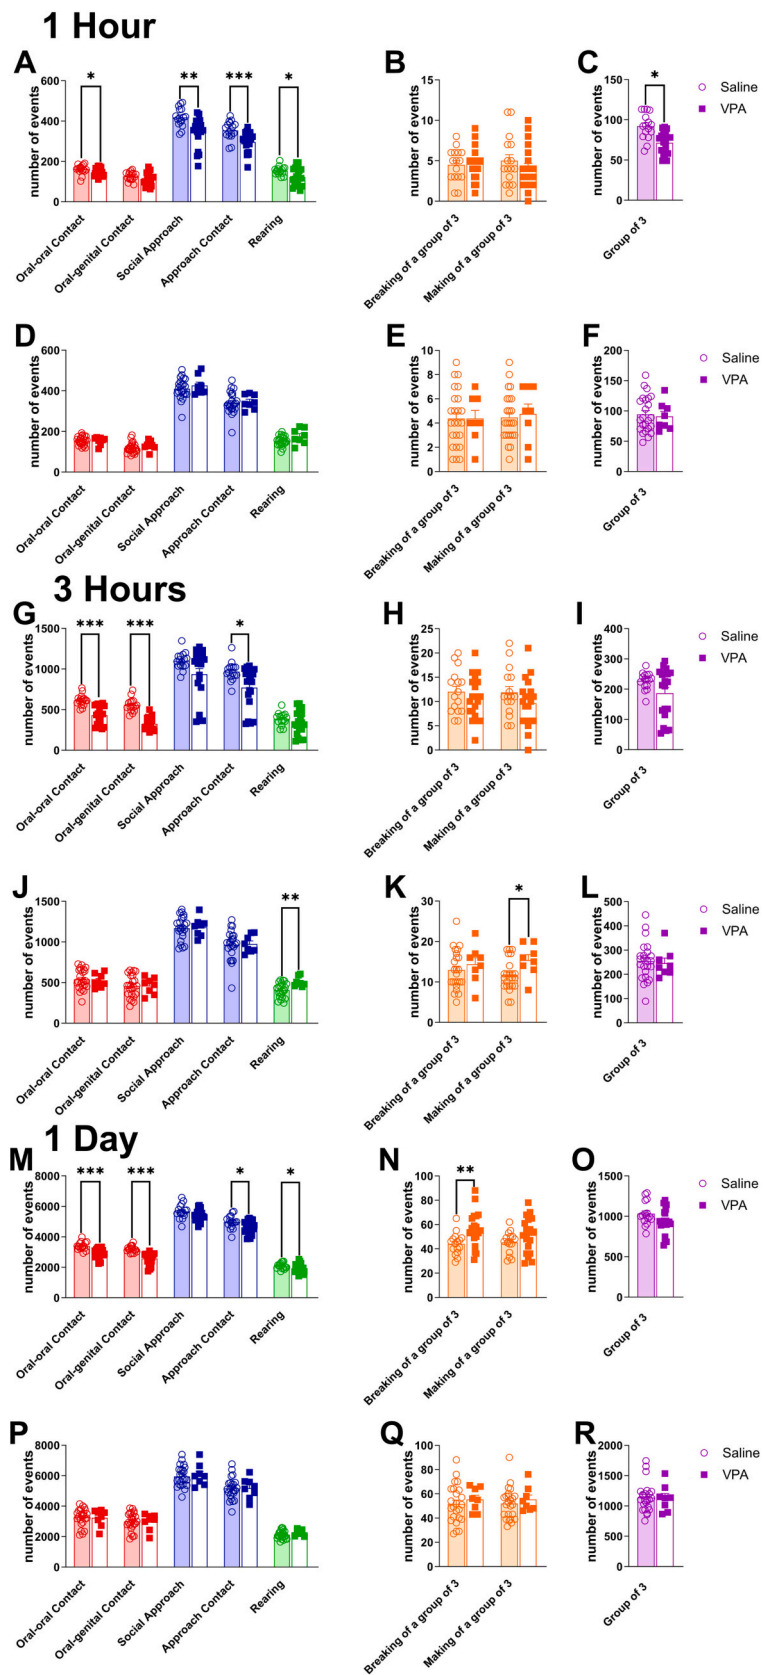 1 Hour
A
number of events
600
400
200
0
*
**
***
*
Oral-oral Contact
Oral-genital Contact
Social Approach
Approach Contact
Rearing
B
number of events
15
10
5
0
Breaking of a group of 3
Making of a group of 3
C
number of events
150
100
50
0
*
Group of 3
Saline
VPA
D
number of events
600
400
200
0
Oral-oral Contact
Oral-genital Contact
Social Approach
Approach Contact
Rearing
E
number of events
10
8
6
4
2
0
Breaking of a group of 3
Making of a group of 3
F
number of events
200
150
100
50
0
Group of 3
Saline
VPA
3 Hours
G
number of events
1500
1000
500
0
***
***
*
Oral-oral Contact
Oral-genital Contact
Social Approach
Approach Contact
Rearing
H
number of events
25
20
15
10
5
0
Breaking of a group of 3
Making of a group of 3
I
number of events
400
300
200
100
0
Group of 3
Saline
VPA
J
number of events
1500
1000
500
0
**
Oral-oral Contact
Oral-genital Contact
Social Approach
Approach Contact
Rearing
K
number of events
30
20
10
0
*
Breaking of a group of 3
Making of a group of 3
L
number of events
500
400
300
200
100
0
Group of 3
Saline
VPA
1 Day
M
number of events
8000
6000
4000
2000
0
***
***
*
*
Oral-oral Contact
Oral-genital Contact
Social Approach
Approach Contact
Rearing
N
number of events
100
80
60
40
20
0
**
Breaking of a group of 3
Making of a group of 3
O
number of events
1500
1000
500
0
Group of 3
Saline
VPA
P
number of events
8000
6000
4000
2000
0
Oral-oral Contact
Oral-genital Contact
Social Approach
Approach Contact
Rearing
Q
number of events
100
80
60
40
20
0
Breaking of a group of 3
Making of a group of 3
R
number of events
2000
1500
1000
500
0
Group of 3
Saline
VPA